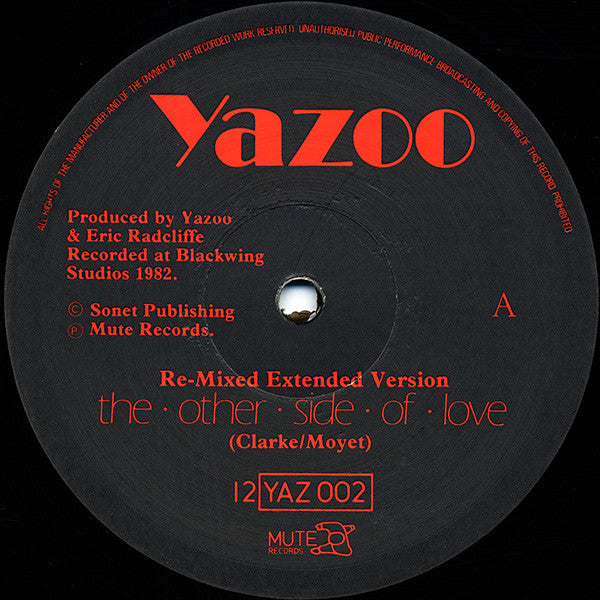 ALL RIGHTS OF THE MANUFACTURER AND OF THE OWNER OF THE RECORDED WORK RESERVED UNAUTHORISED PUBLIC PERFORMANCE BROADCASTING AND COPYING OF THIS RECORD PROHIBITED
Yazoo
Produced by Yazoo
& Eric Radcliffe
Recorded at Blackwing
Studios 1982.
© Sonet Publishing
℗ Mute Records.
A
Re-Mixed Extended Version
the · other · side · of · love
(Clarke/Moyet)
12 YAZ 002
MUTE
RECORDS